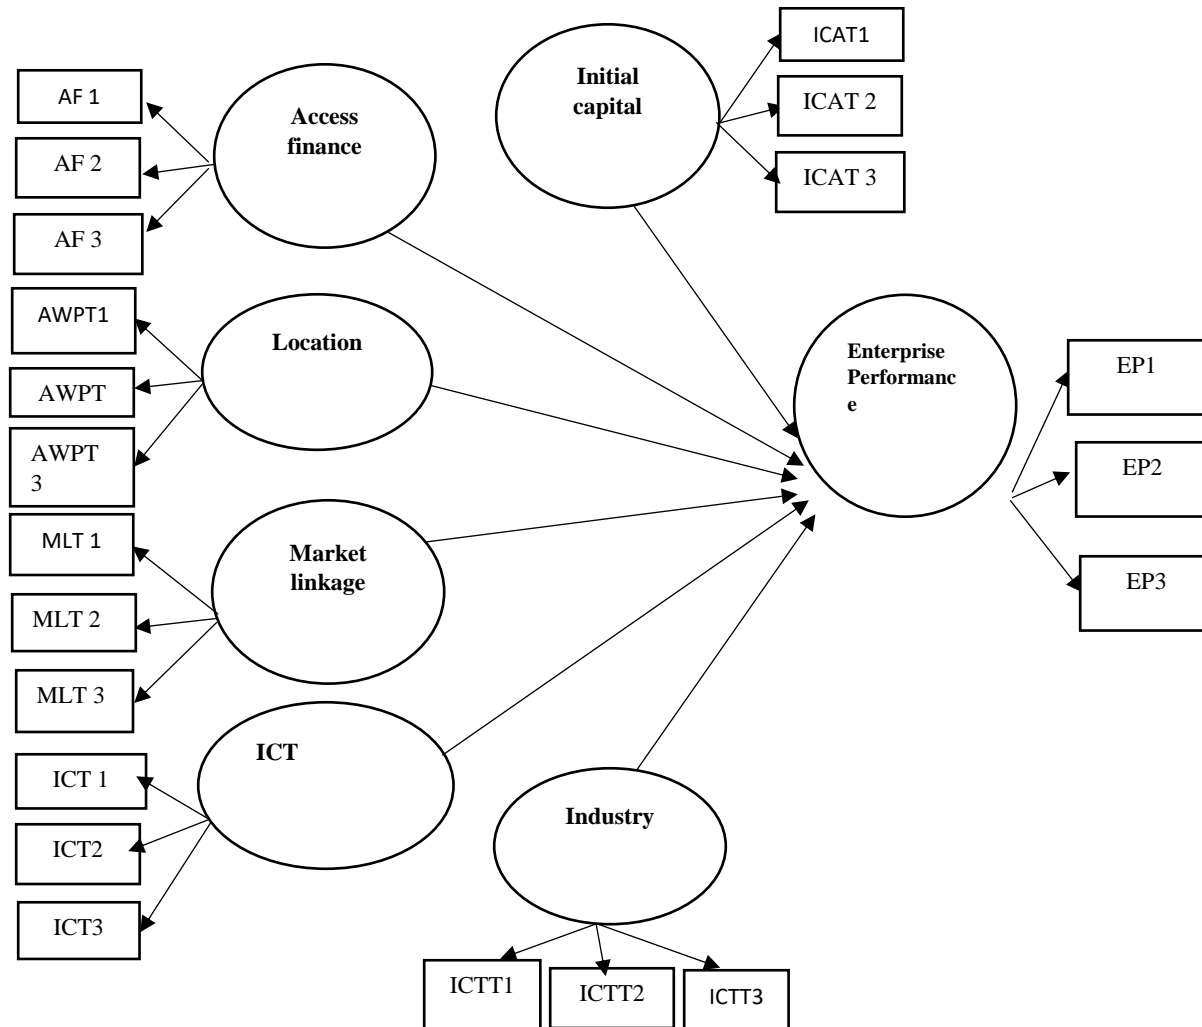 ICAT1
ICAT 2
ICAT 3
Initial
capital
Access
finance
AF 1
AF 2
AF 3
AWPT1
AWPT
AWPT
3
Location
Enterprise
Performanc
e
EP1
EP2
EP3
MLT 1
MLT 2
MLT 3
Market
linkage
ICT
ICT 1
ICT2
ICT3
Industry
ICTT1
ICTT2
ICTT3